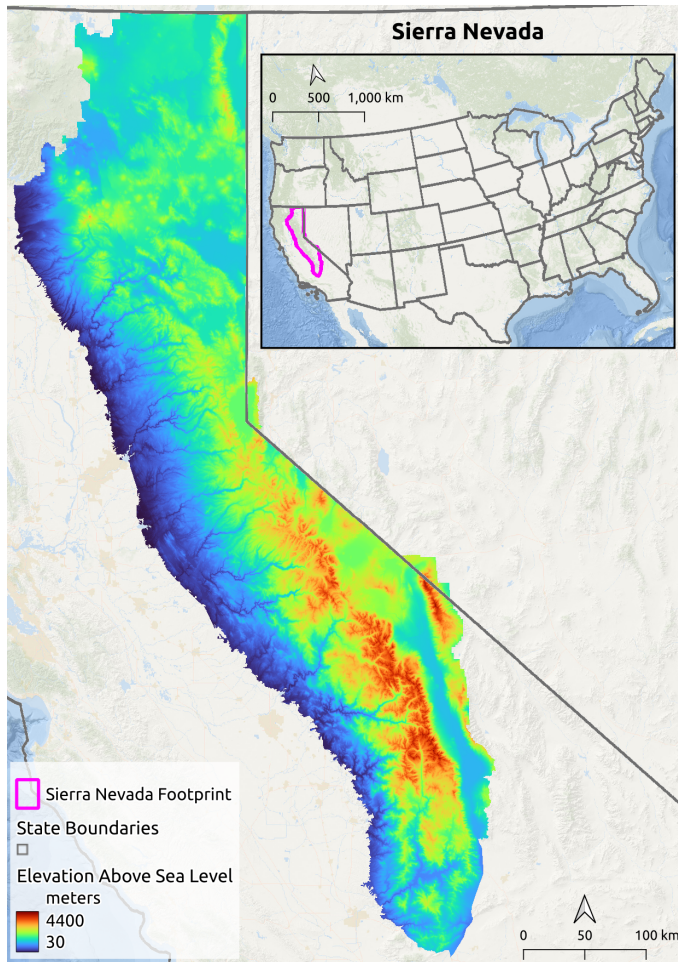 Sierra Nevada
0 500 1,000 km
Sierra Nevada Footprint
State Boundaries
Elevation Above Sea Level
meters
4400
30
0 50 100 km